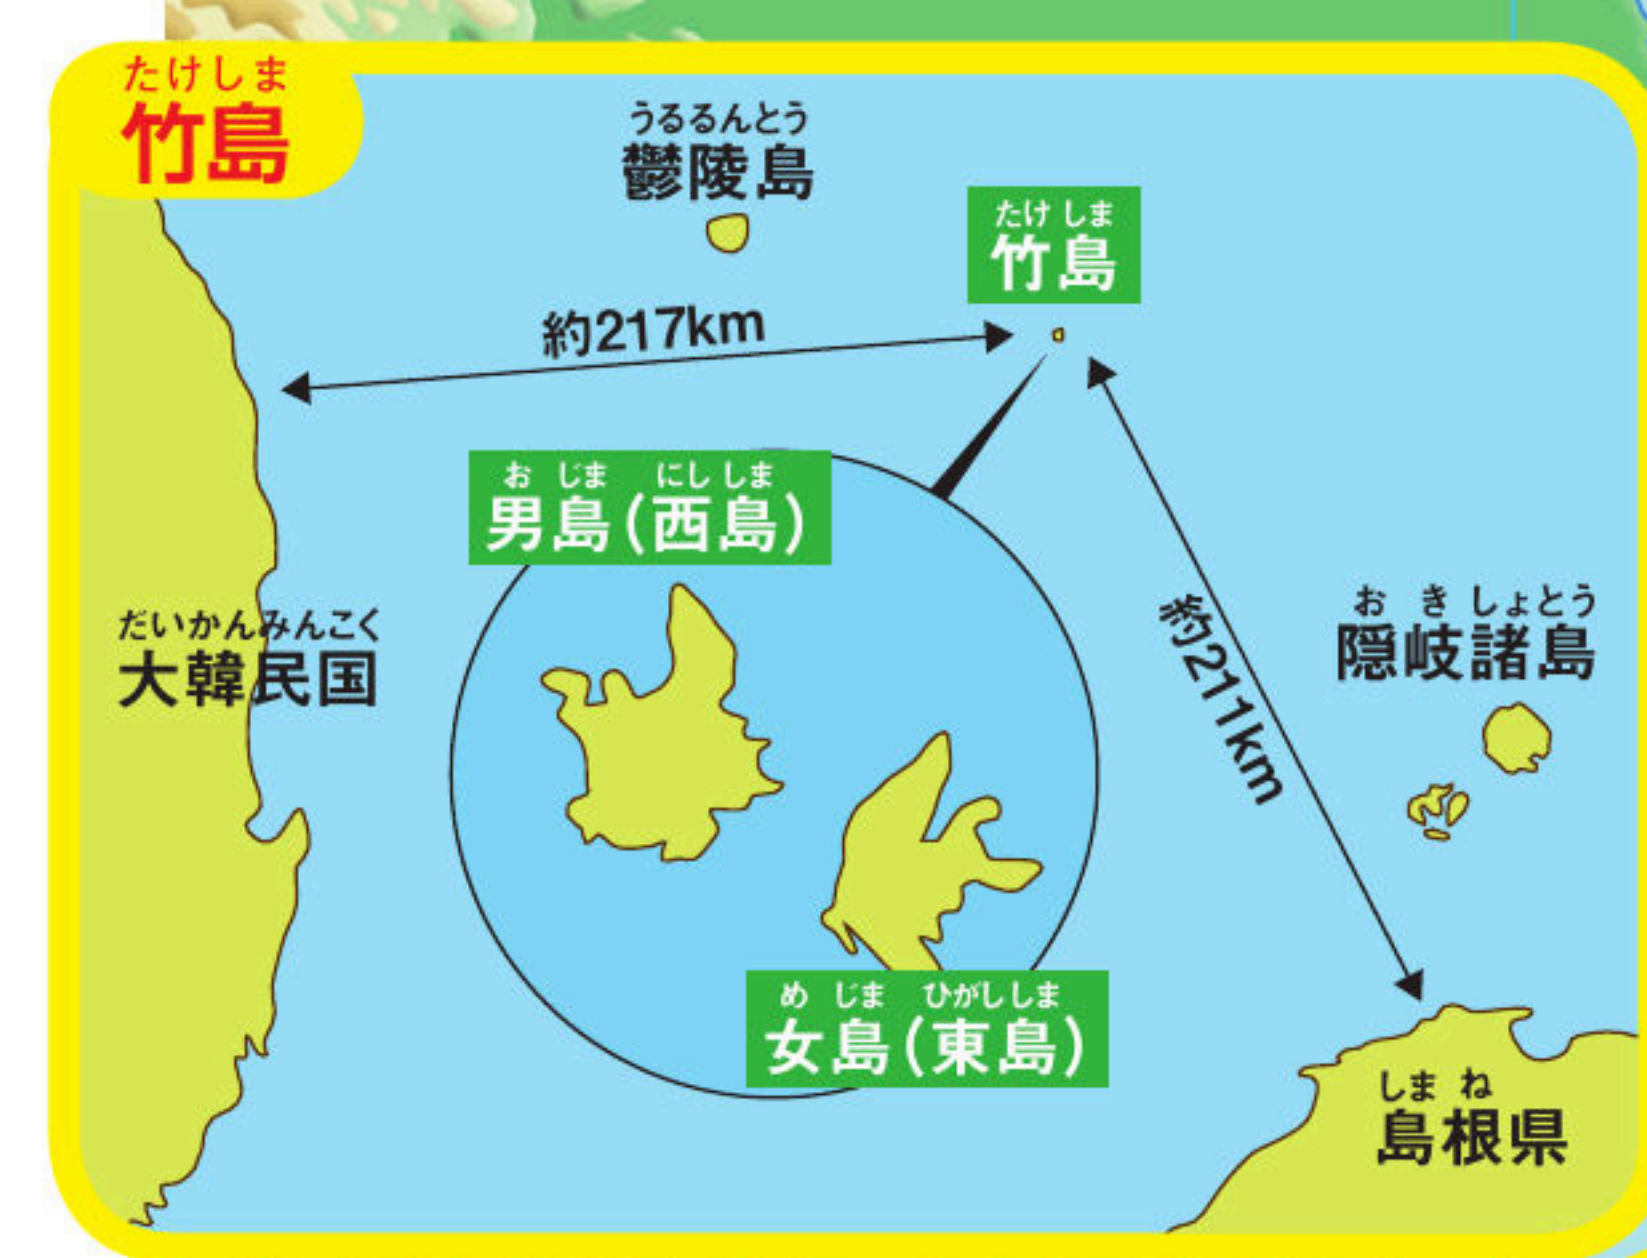 たけしま
竹島
うるるんとう
鬱陵島
たけ しま
竹島
約217km
お じま にし しま
男島(西島)
だいかんみんこく
大韓民国
約211km
お き しょとう
隠岐諸島
め じま ひがししま
女島(東島)
しま ね
島根県